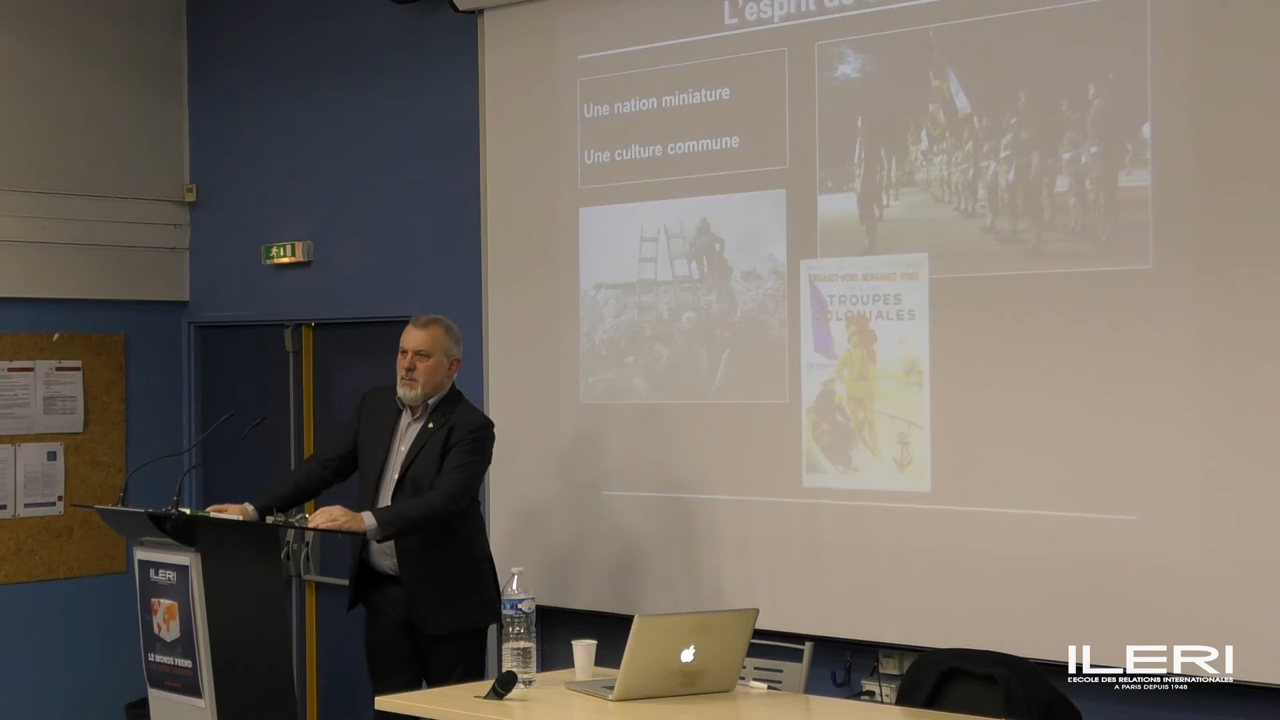 L'esprit de
Une nation miniature
Une culture commune
ENGAGEZ-VOUS RENGAGEZ-VOUS
TROUPES
COLONIALES
ILERI
LE MONDE PREND
ILERI
L'ECOLE DES RELATIONS INTERNATIONALES
A PARIS DEPUIS 1948